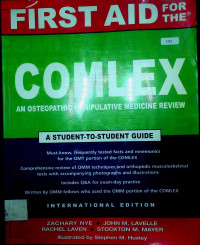 FIRST AID FOR THE®
COMLEX
AN OSTEOPATHIC MANIPULATIVE MEDICINE REVIEW
A STUDENT-TO-STUDENT GUIDE
Must-know, frequently tested facts and mnemonics
for the OMT portion of the COMLEX
Comprehensive review of OMM techniques and orthopedic musculoskeletal
tests with accompanying photographs and illustrations
Includes Q&A for exam-day practice
Written by OMM fellows who aced the OMM portion of the COMLEX
INTERNATIONAL EDITION
ZACHARY NYE • JOHN M. LAVELLE
RACHEL LAVEN • STOCKTON M. MAYER
Illustrated by Stephen M. Husley